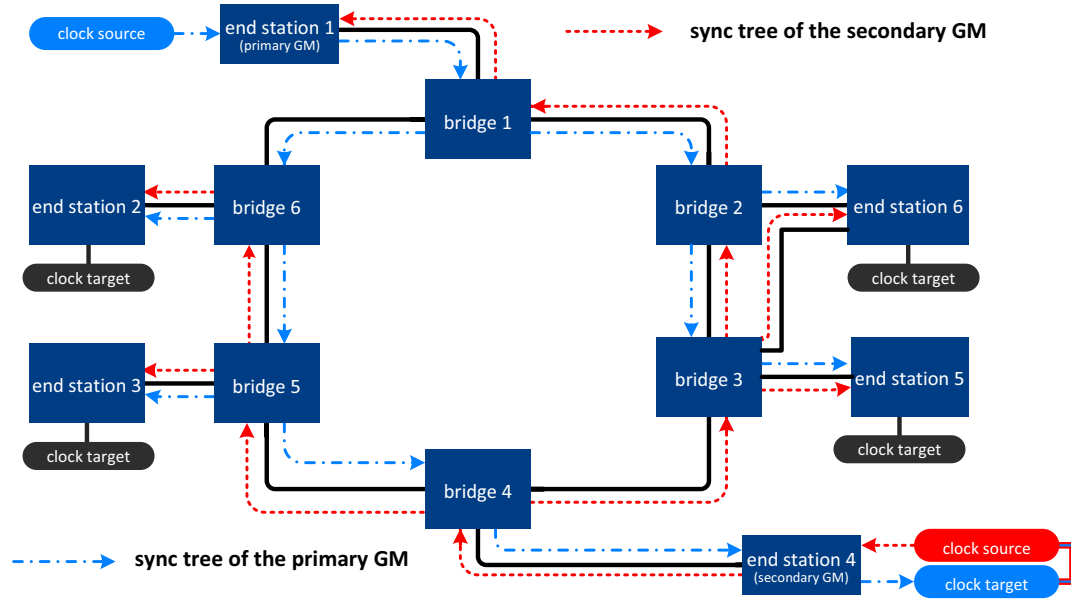 clock source
end station 1
(primary GM)
sync tree of the secondary GM
bridge 1
end station 2
bridge 6
bridge 2
end station 6
clock target
clock target
end station 3
bridge 5
bridge 3
end station 5
clock target
clock target
bridge 4
sync tree of the primary GM
end station 4
(secondary GM)
clock source
clock target